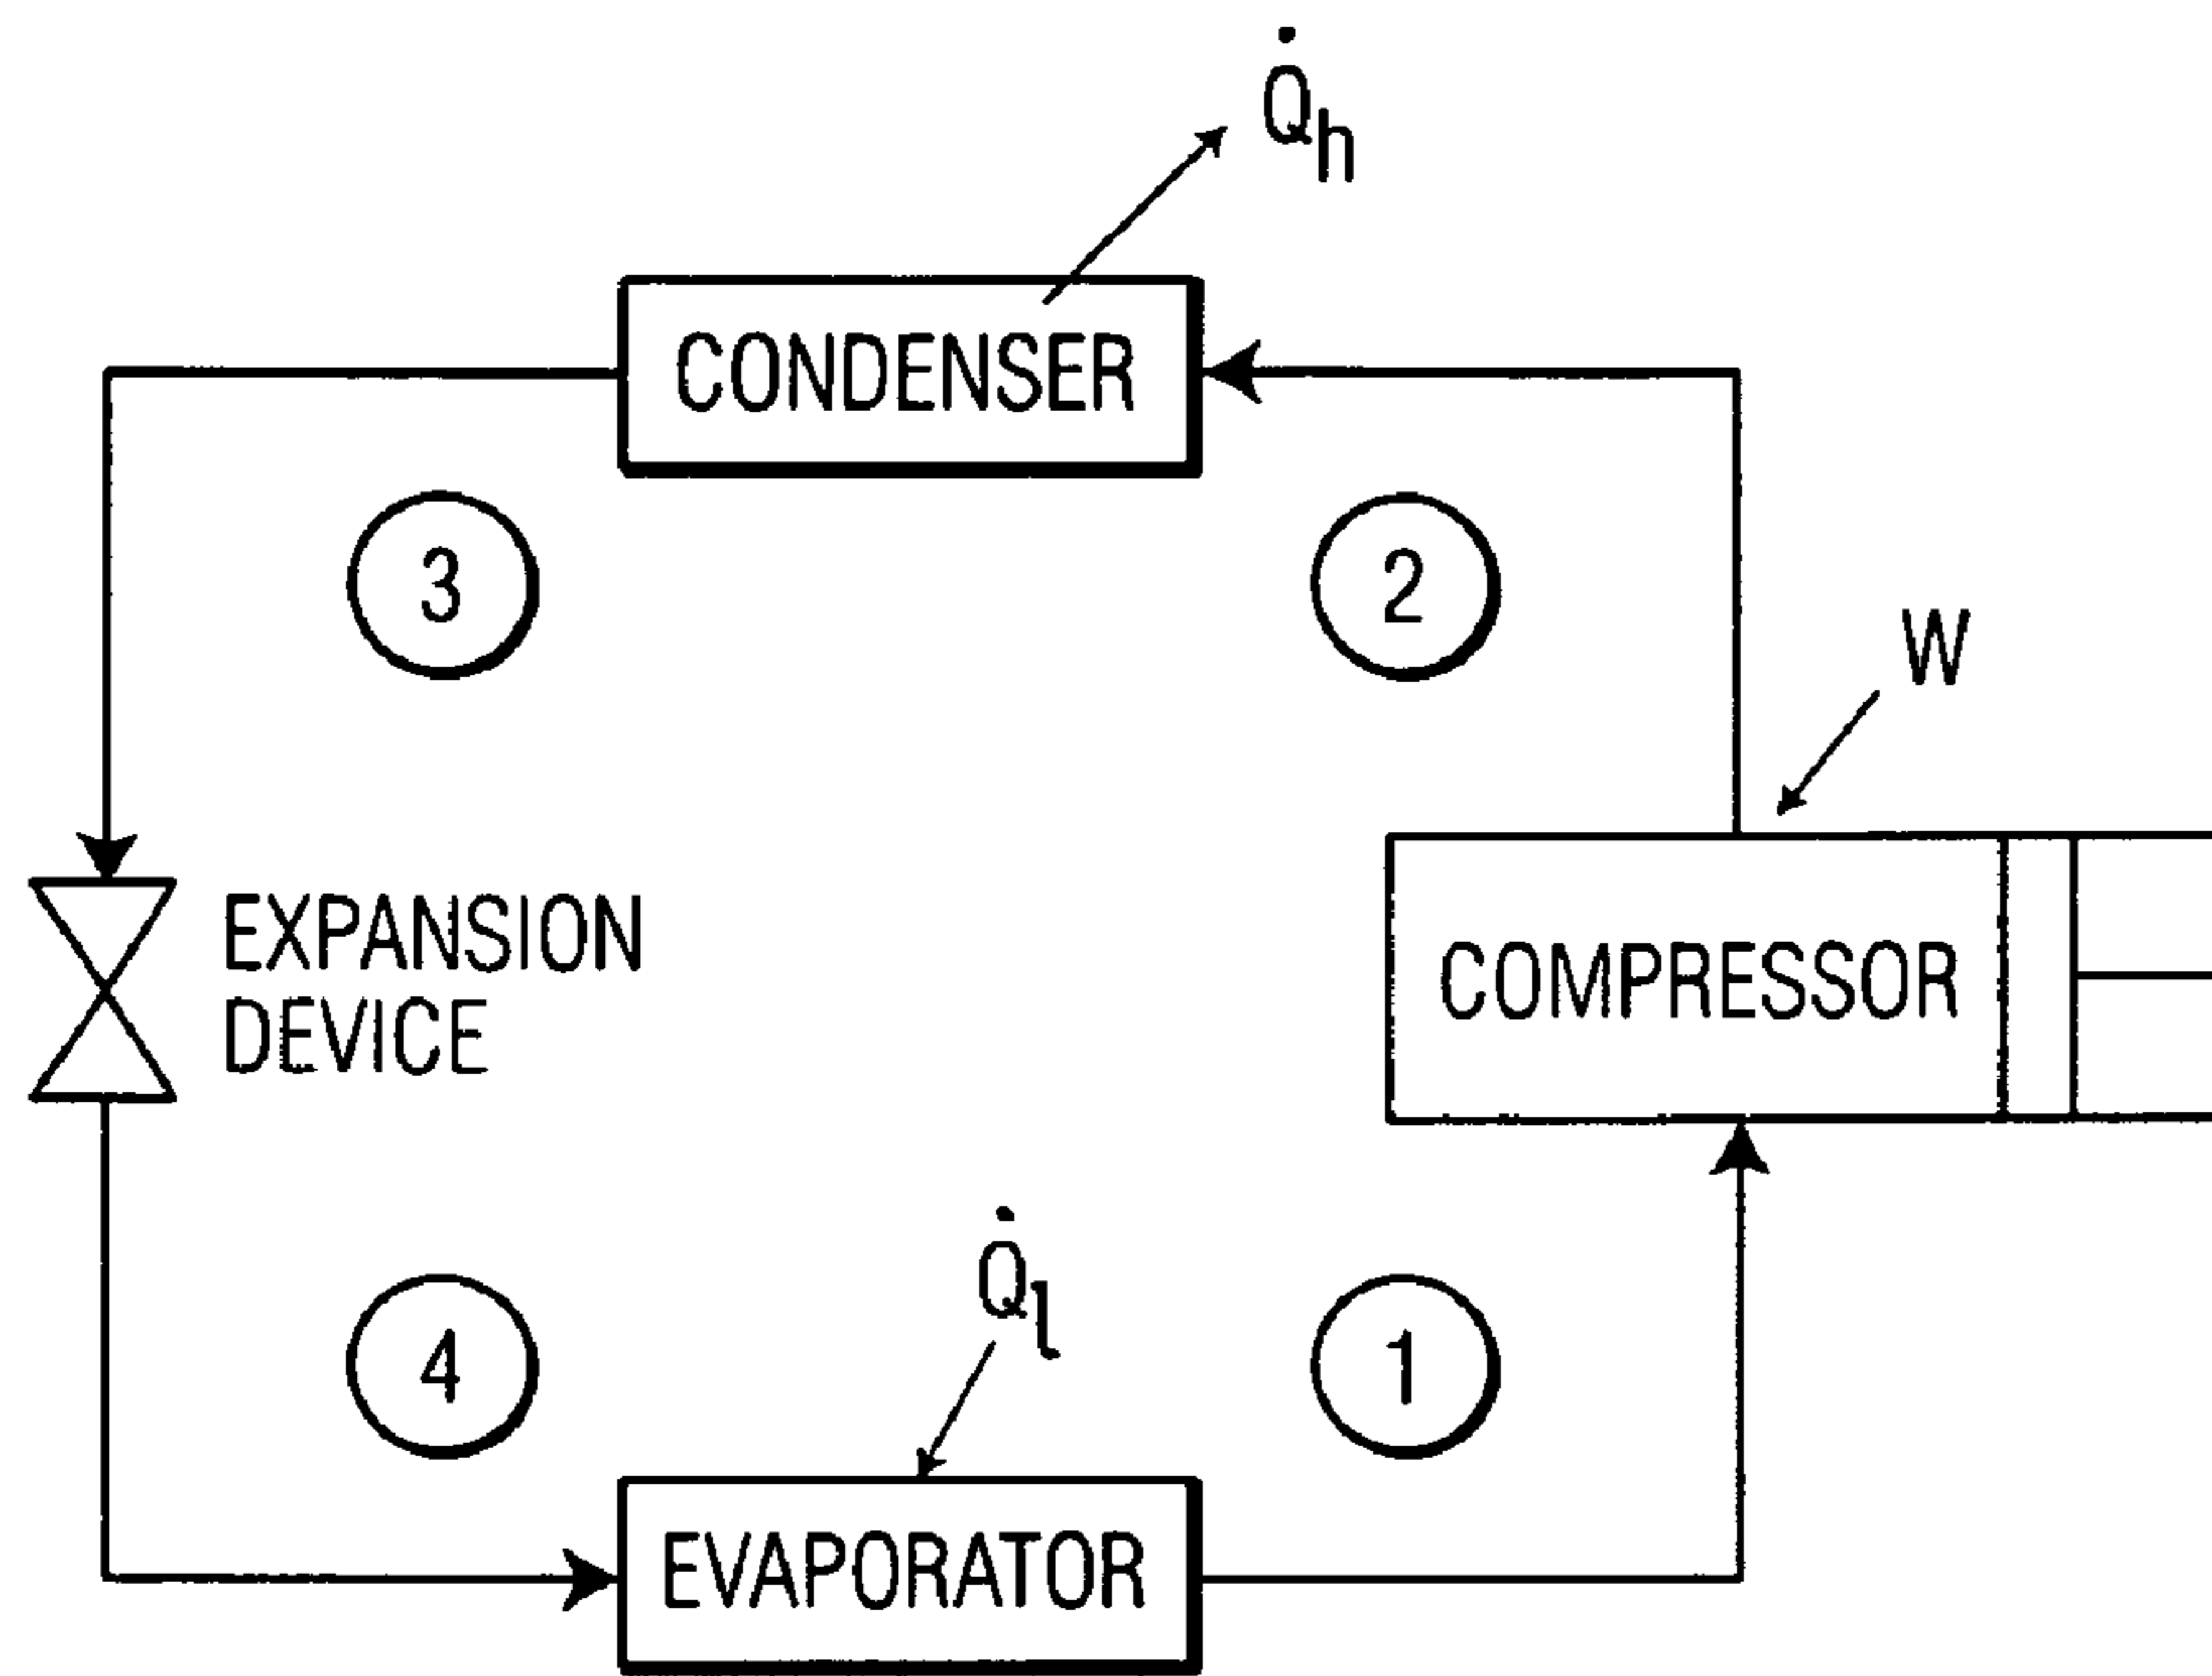 Q̇h
CONDENSER
3
2
W
EXPANSION
DEVICE
COMPRESSOR
Q̇l
4
1
EVAPORATOR